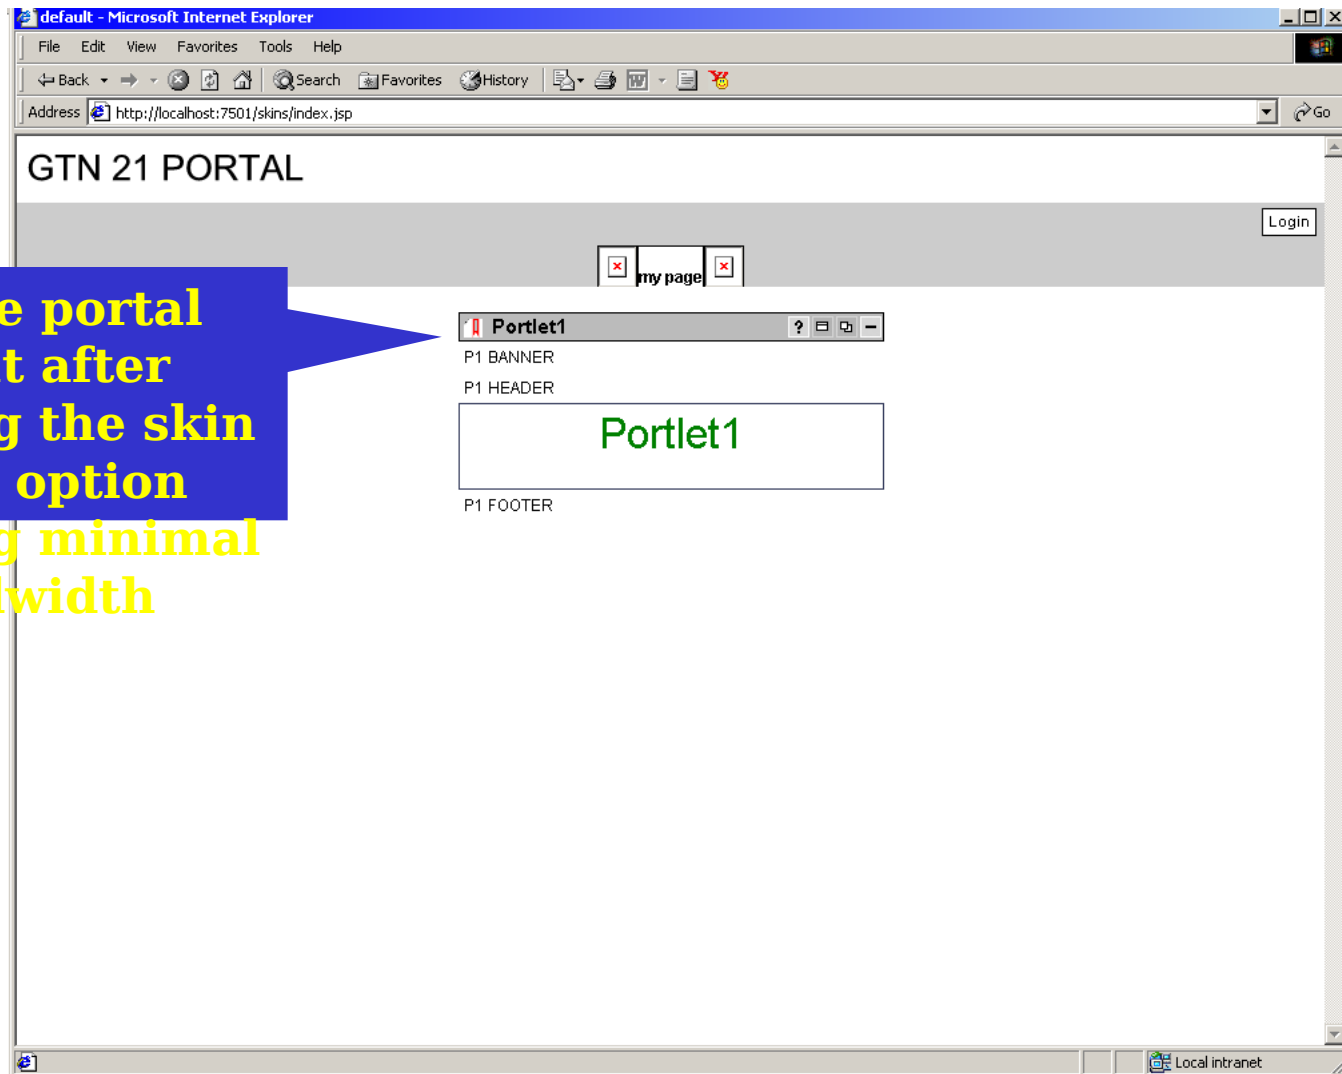 default - Microsoft Internet Explorer
File Edit View Favorites Tools Help
Back Search Favorites History
Address http://localhost:7501/skins/index.jsp Go
GTN 21 PORTAL
Login
my page
Portlet1 ?
P1 BANNER
P1 HEADER
Portlet1
P1 FOOTER
e portal
t after
g the skin
option
g minimal
width
Local intranet